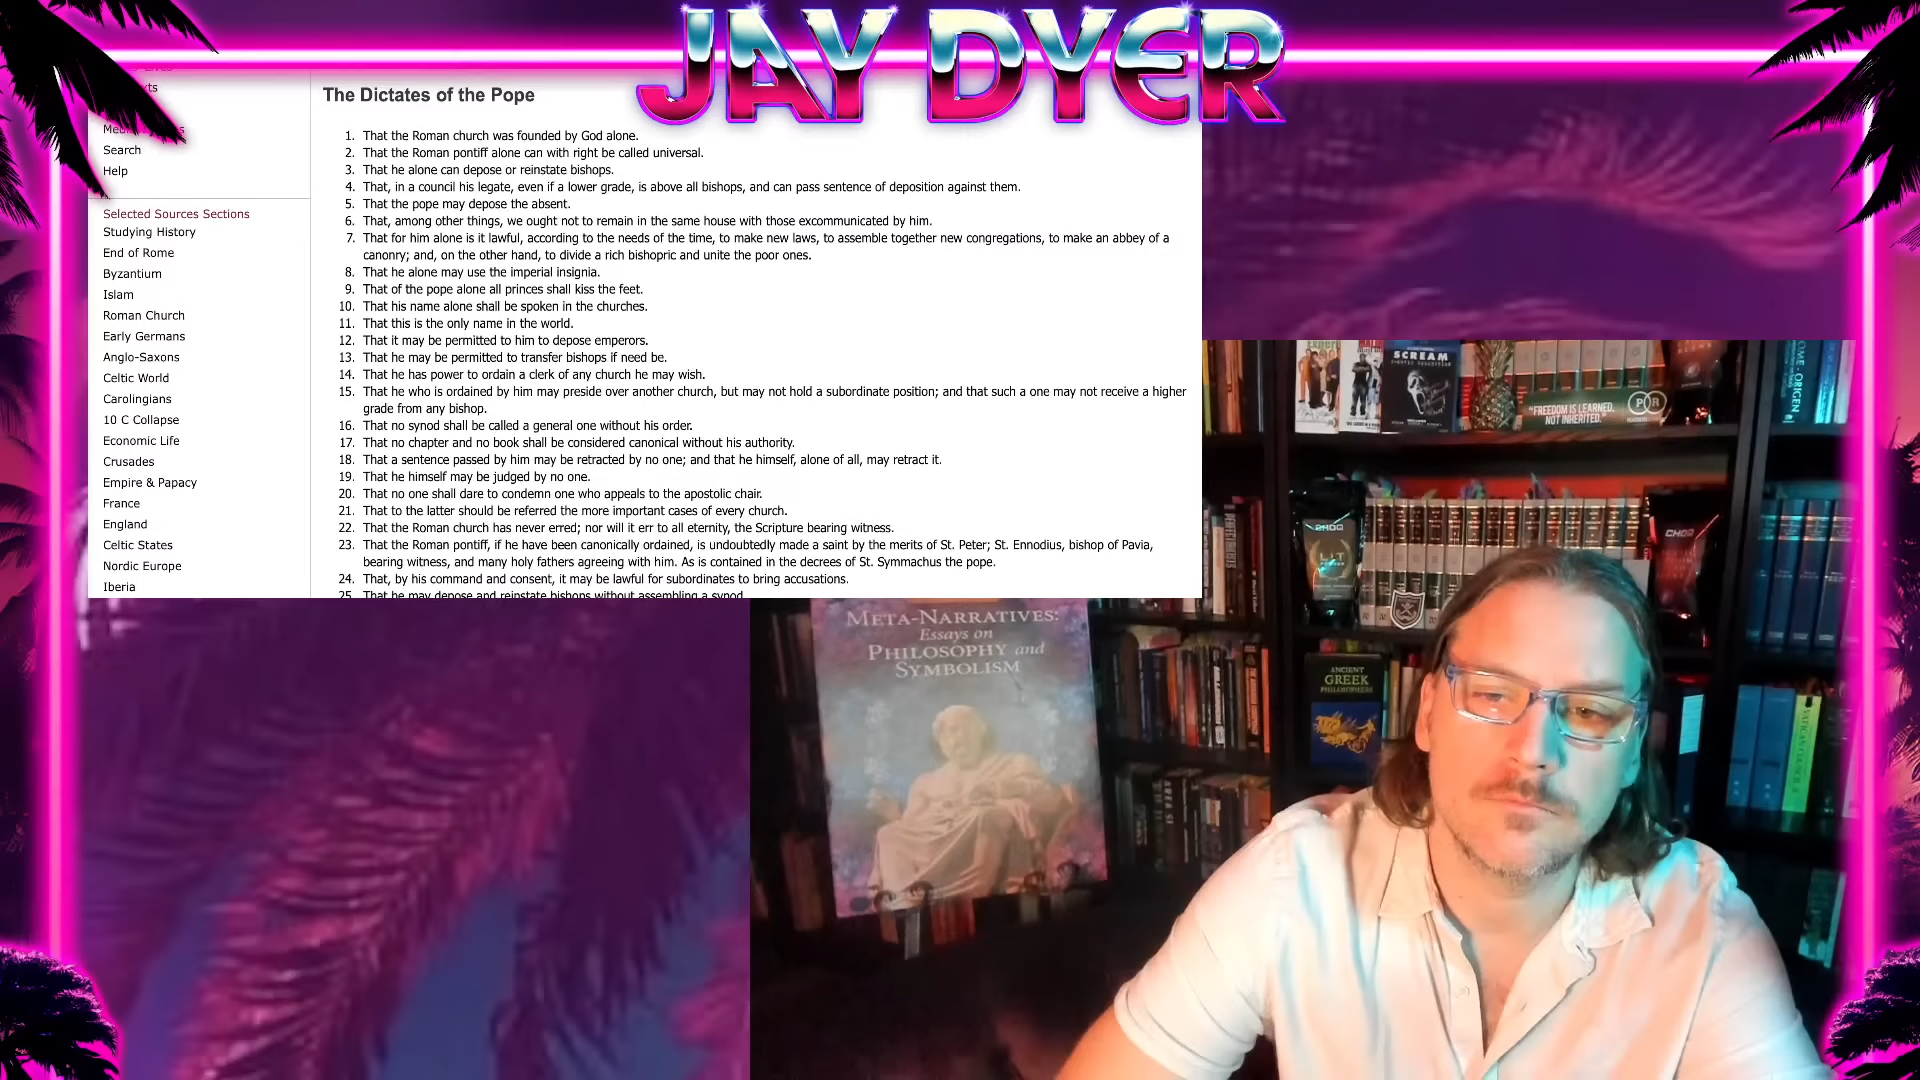 JAY DYER
The Dictates of the Pope
Search
Help
Selected Sources Sections
Studying History
End of Rome
Byzantium
Islam
Roman Church
Early Germans
Anglo-Saxons
Celtic World
Carolingians
10 C Collapse
Economic Life
Crusades
Empire & Papacy
France
England
Celtic States
Nordic Europe
Iberia
1. That the Roman church was founded by God alone.
2. That the Roman pontiff alone can with right be called universal.
3. That he alone can depose or reinstate bishops.
4. That, in a council his legate, even if a lower grade, is above all bishops, and can pass sentence of deposition against them.
5. That the pope may depose the absent.
6. That, among other things, we ought not to remain in the same house with those excommunicated by him.
7. That for him alone is it lawful, according to the needs of the time, to make new laws, to assemble together new congregations, to make an abbey of a
canonry; and, on the other hand, to divide a rich bishopric and unite the poor ones.
8. That he alone may use the imperial insignia.
9. That of the pope alone all princes shall kiss the feet.
10. That his name alone shall be spoken in the churches.
11. That this is the only name in the world.
12. That it may be permitted to him to depose emperors.
13. That he may be permitted to transfer bishops if need be.
14. That he has power to ordain a clerk of any church he may wish.
15. That he who is ordained by him may preside over another church, but may not hold a subordinate position; and that such a one may not receive a higher
grade from any bishop.
16. That no synod shall be called a general one without his order.
17. That no chapter and no book shall be considered canonical without his authority.
18. That a sentence passed by him may be retracted by no one; and that he himself, alone of all, may retract it.
19. That he himself may be judged by no one.
20. That no one shall dare to condemn one who appeals to the apostolic chair.
21. That to the latter should be referred the more important cases of every church.
22. That the Roman church has never erred; nor will it err to all eternity, the Scripture bearing witness.
23. That the Roman pontiff, if he have been canonically ordained, is undoubtedly made a saint by the merits of St. Peter; St. Ennodius, bishop of Pavia,
bearing witness, and many holy fathers agreeing with him. As is contained in the decrees of St. Symmachus the pope.
24. That, by his command and consent, it may be lawful for subordinates to bring accusations.
25. That he may depose and reinstate bishops without assembling a synod.
SCREAM
"FREEDOM IS LEARNED,
NOT INHERITED."
P R
ORIGEN
CHOQ
CHOQ
META-NARRATIVES:
Essays on
PHILOSOPHY and
SYMBOLISM
ANCIENT
GREEK
PHILOSOPHERS